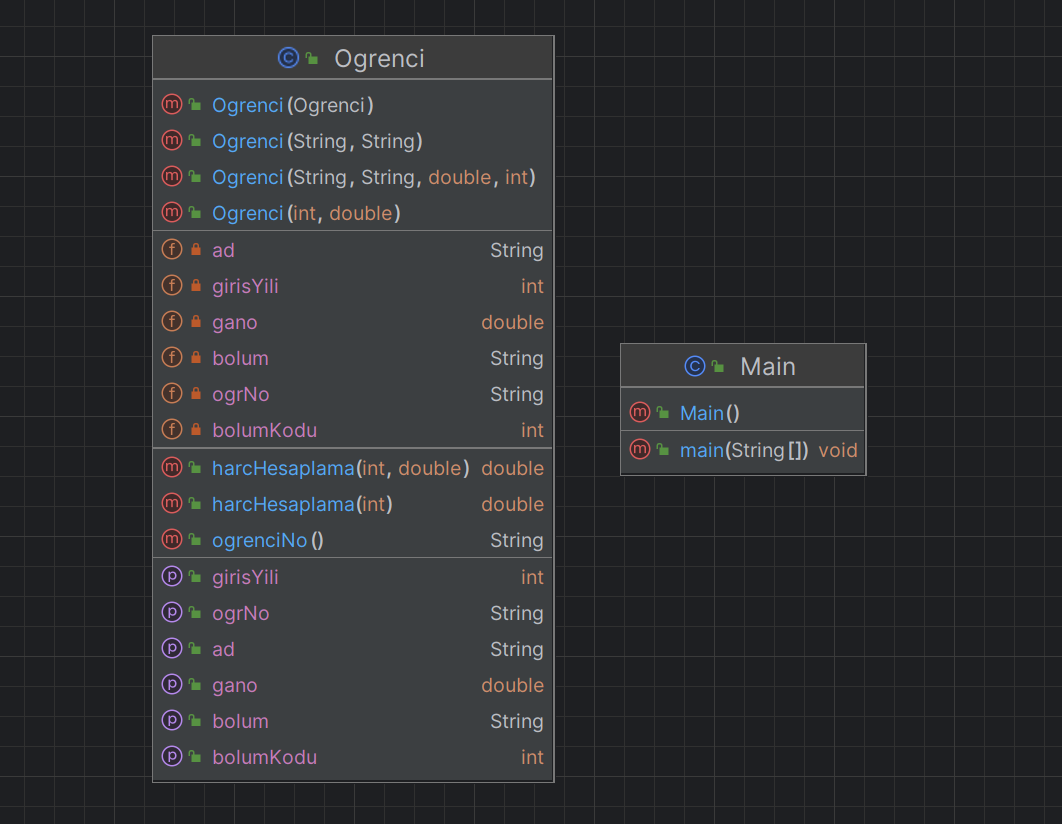 Ogrenci
Ogrenci(Ogrenci)
Ogrenci(String, String)
Ogrenci(String, String, double, int)
Ogrenci(int, double)
ad String
girisYili int
gano double
bolum String
ogrNo String
bolumKodu int
harcHesaplama(int, double) double
harcHesaplama(int) double
ogrenciNo() String
girisYili int
ogrNo String
ad String
gano double
bolum String
bolumKodu int
Main
Main()
main(String[]) void